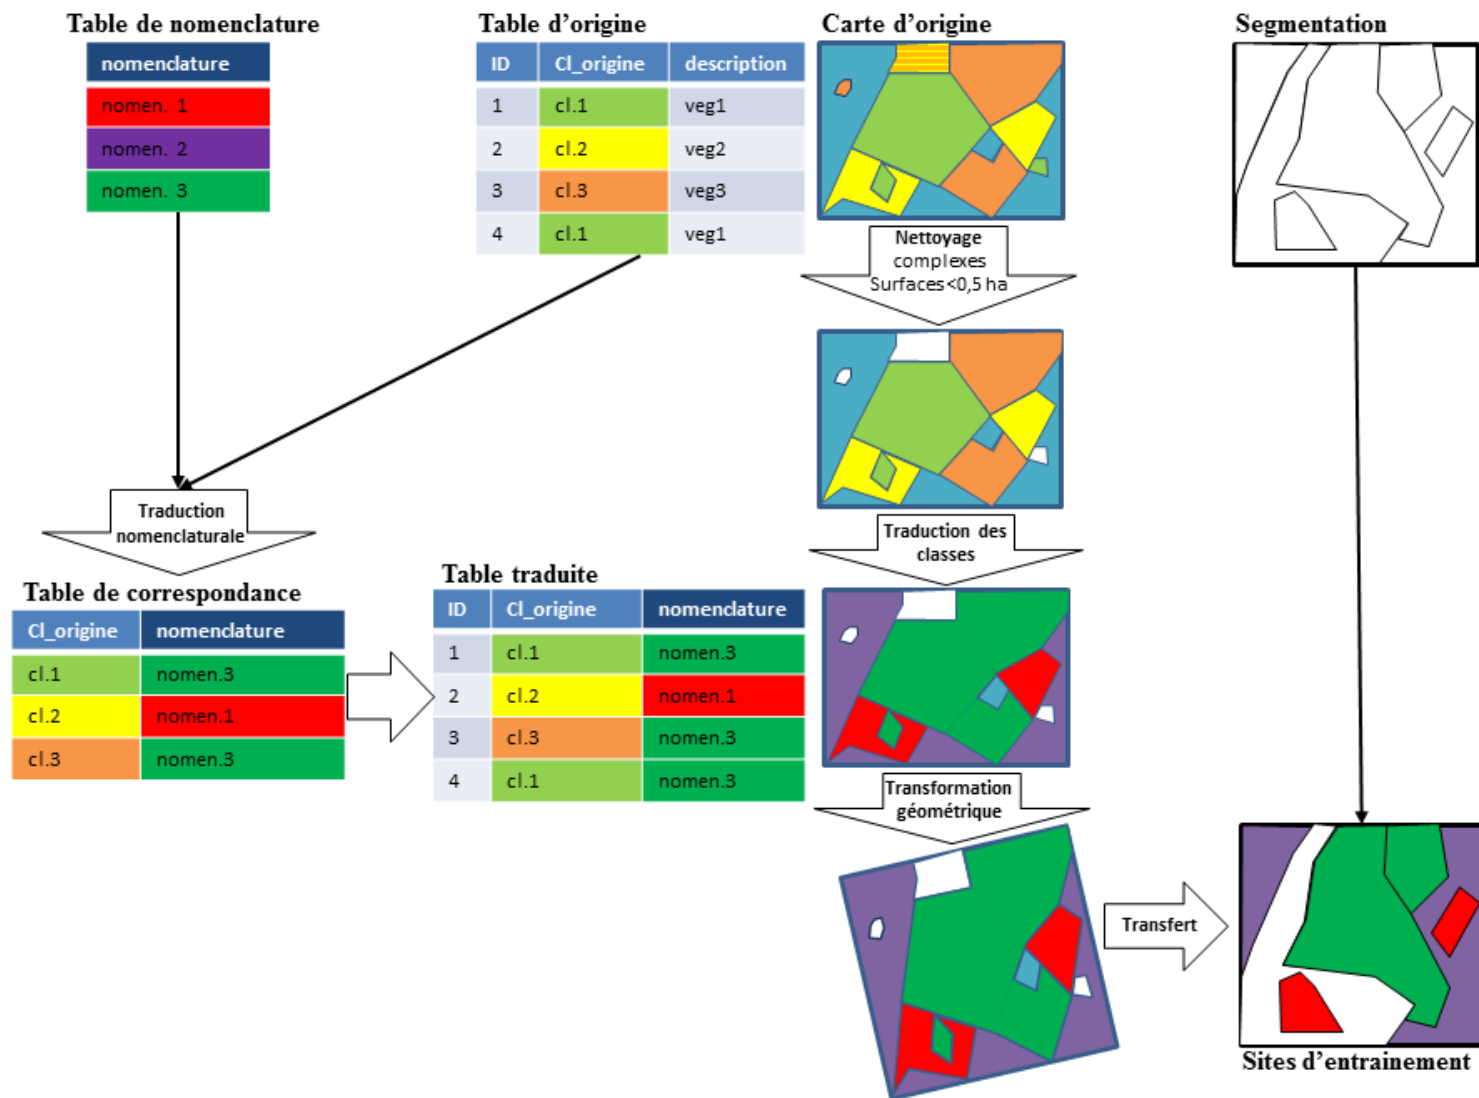 Table de nomenclature
nomenclature
nomen. 1
nomen. 2
nomen. 3
Table d’origine
ID Cl_origine description
1 cl.1 veg1
2 cl.2 veg2
3 cl.3 veg3
4 cl.1 veg1
Carte d’origine
Segmentation
Nettoyage
complexes
Surfaces<0,5 ha
Traduction
nomenclaturale
Traduction des
classes
Table de correspondance
Cl_origine nomenclature
cl.1 nomen.3
cl.2 nomen.1
cl.3 nomen.3
Table traduite
ID Cl_origine nomenclature
1 cl.1 nomen.3
2 cl.2 nomen.1
3 cl.3 nomen.3
4 cl.1 nomen.3
Transformation
géométrique
Transfert
Sites d’entrainement